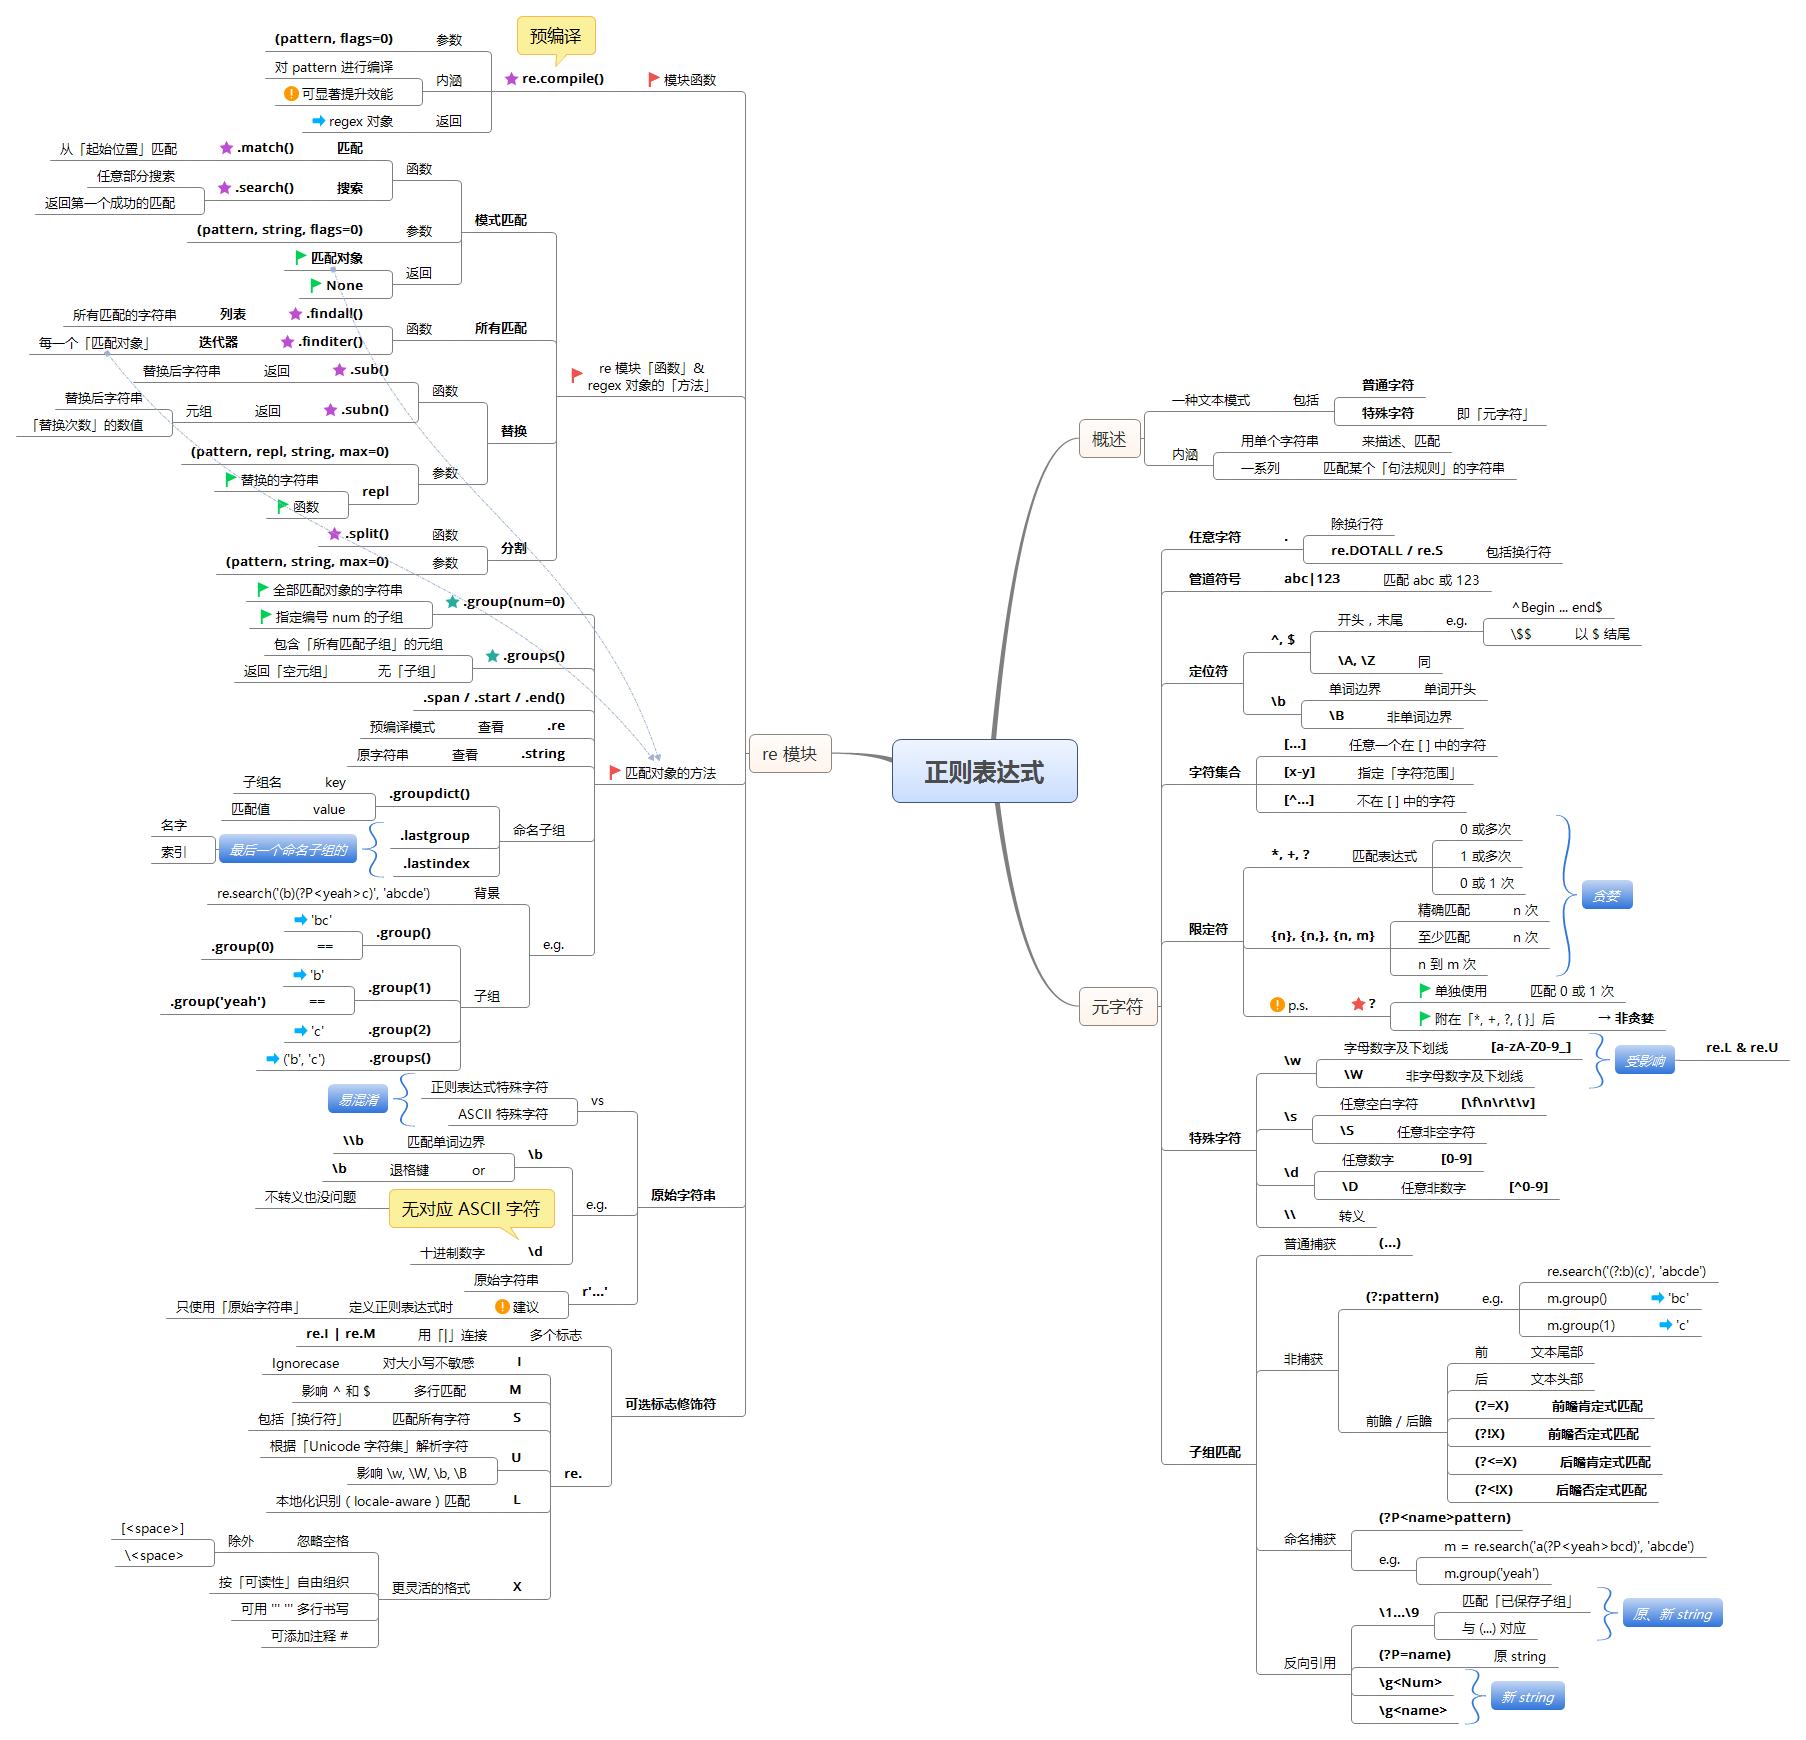 正则表达式
概述
一种文本模式
包括
普通字符
特殊字符
即「元字符」
内涵
用单个字符串
来描述、匹配
一系列
匹配某个「句法规则」的字符串
元字符
任意字符
.
除换行符
re.DOTALL / re.S
包括换行符
管道符号
abc|123
匹配 abc 或 123
定位符
^, $
开头，末尾
e.g.
^Begin ... end$
\$$
以 $ 结尾
\A, \Z
同
\b
单词边界
单词开头
\B
非单词边界
字符集合
[...]
任意一个在 [ ] 中的字符
[x-y]
指定「字符范围」
[^...]
不在 [ ] 中的字符
限定符
*, +, ?
匹配表达式
0 或多次
1 或多次
0 或 1 次
{n}, {n,}, {n, m}
精确匹配
n 次
至少匹配
n 次
n 到 m 次
贪婪
p.s.
?
单独使用
匹配 0 或 1 次
附在「*, +, ?, { }」后
→ 非贪婪
特殊字符
\w
字母数字及下划线
[a-zA-Z0-9_]
\W
非字母数字及下划线
受影响
re.L & re.U
\s
任意空白字符
[\f\n\r\t\v]
\S
任意非空字符
\d
任意数字
[0-9]
\D
任意非数字
[^0-9]
\\
转义
子组匹配
普通捕获
(...)
非捕获
(?:pattern)
e.g.
re.search('(?:b)(c)', 'abcde')
m.group()
'bc'
m.group(1)
'c'
前瞻 / 后瞻
前
文本尾部
后
文本头部
(?=X)
前瞻肯定式匹配
(?!X)
前瞻否定式匹配
(?<=X)
后瞻肯定式匹配
(?<!X)
后瞻否定式匹配
命名捕获
(?P<name>pattern)
e.g.
m = re.search('a(?P<yeah>bcd)', 'abcde')
m.group('yeah')
反向引用
\1...\9
匹配「已保存子组」
与 (...) 对应
原、新 string
(?P=name)
原 string
\g<Num>
\g<name>
新 string
re 模块
模块函数
预编译
re.compile()
参数
(pattern, flags=0)
内涵
对 pattern 进行编译
可显著提升效能
返回
regex 对象
re 模块「函数」&
regex 对象的「方法」
模式匹配
函数
匹配
.match()
从「起始位置」匹配
搜索
.search()
任意部分搜索
返回第一个成功的匹配
参数
(pattern, string, flags=0)
返回
匹配对象
None
所有匹配
函数
.findall()
列表
所有匹配的字符串
.finditer()
迭代器
每一个「匹配对象」
替换
函数
.sub()
返回
替换后字符串
.subn()
返回
元组
替换后字符串
「替换次数」的数值
参数
(pattern, repl, string, max=0)
repl
替换的字符串
函数
分割
函数
.split()
参数
(pattern, string, max=0)
匹配对象的方法
.group(num=0)
全部匹配对象的字符串
指定编号 num 的子组
.groups()
包含「所有匹配子组」的元组
无「子组」
返回「空元组」
.span / .start / .end()
.re
查看
预编译模式
.string
查看
原字符串
命名子组
.groupdict()
key
子组名
value
匹配值
.lastgroup
.lastindex
最后一个命名子组的
名字
索引
e.g.
背景
re.search('(b)(?P<yeah>c)', 'abcde')
子组
.group()
'bc'
==
.group(0)
.group(1)
'b'
==
.group('yeah')
.group(2)
'c'
.groups()
('b', 'c')
原始字符串
vs
正则表达式特殊字符
ASCII 特殊字符
易混淆
e.g.
\b
匹配单词边界
\\b
or
退格键
\b
无对应 ASCII 字符
不转义也没问题
\d
十进制数字
r'...'
原始字符串
建议
定义正则表达式时
只使用「原始字符串」
可选标志修饰符
多个标志
用「|」连接
re.I | re.M
re.
I
对大小写不敏感
Ignorecase
M
多行匹配
影响 ^ 和 $
S
匹配所有字符
包括「换行符」
U
根据「Unicode 字符集」解析字符
影响 \w, \W, \b, \B
L
本地化识别（locale-aware）匹配
X
更灵活的格式
忽略空格
除外
[<space>]
\<space>
按「可读性」自由组织
可用 ''' ''' 多行书写
可添加注释 #